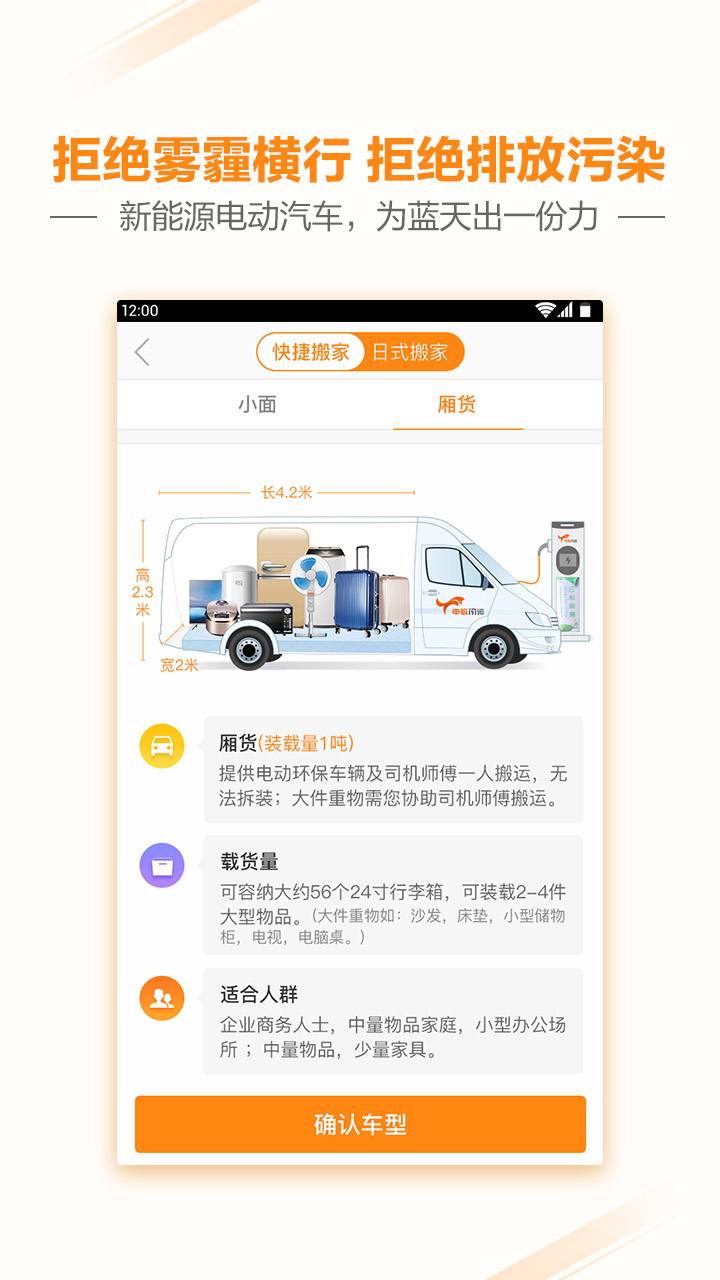 拒绝雾霾横行 拒绝排放污染
新能源电动汽车，为蓝天出一份力
12:00
快捷搬家 日式搬家
小面 厢货
长4.2米
高
2.3
米
宽2米
厢货(装载量1吨)
提供电动环保车辆及司机师傅一人搬运，无
法拆装；大件重物需您协助司机师傅搬运。
载货量
可容纳大约56个24寸行李箱，可装载2-4件
大型物品。(大件重物如：沙发，床垫，小型储物
柜，电视，电脑桌。)
适合人群
企业商务人士，中量物品家庭，小型办公场
所 ；中量物品，少量家具。
确认车型